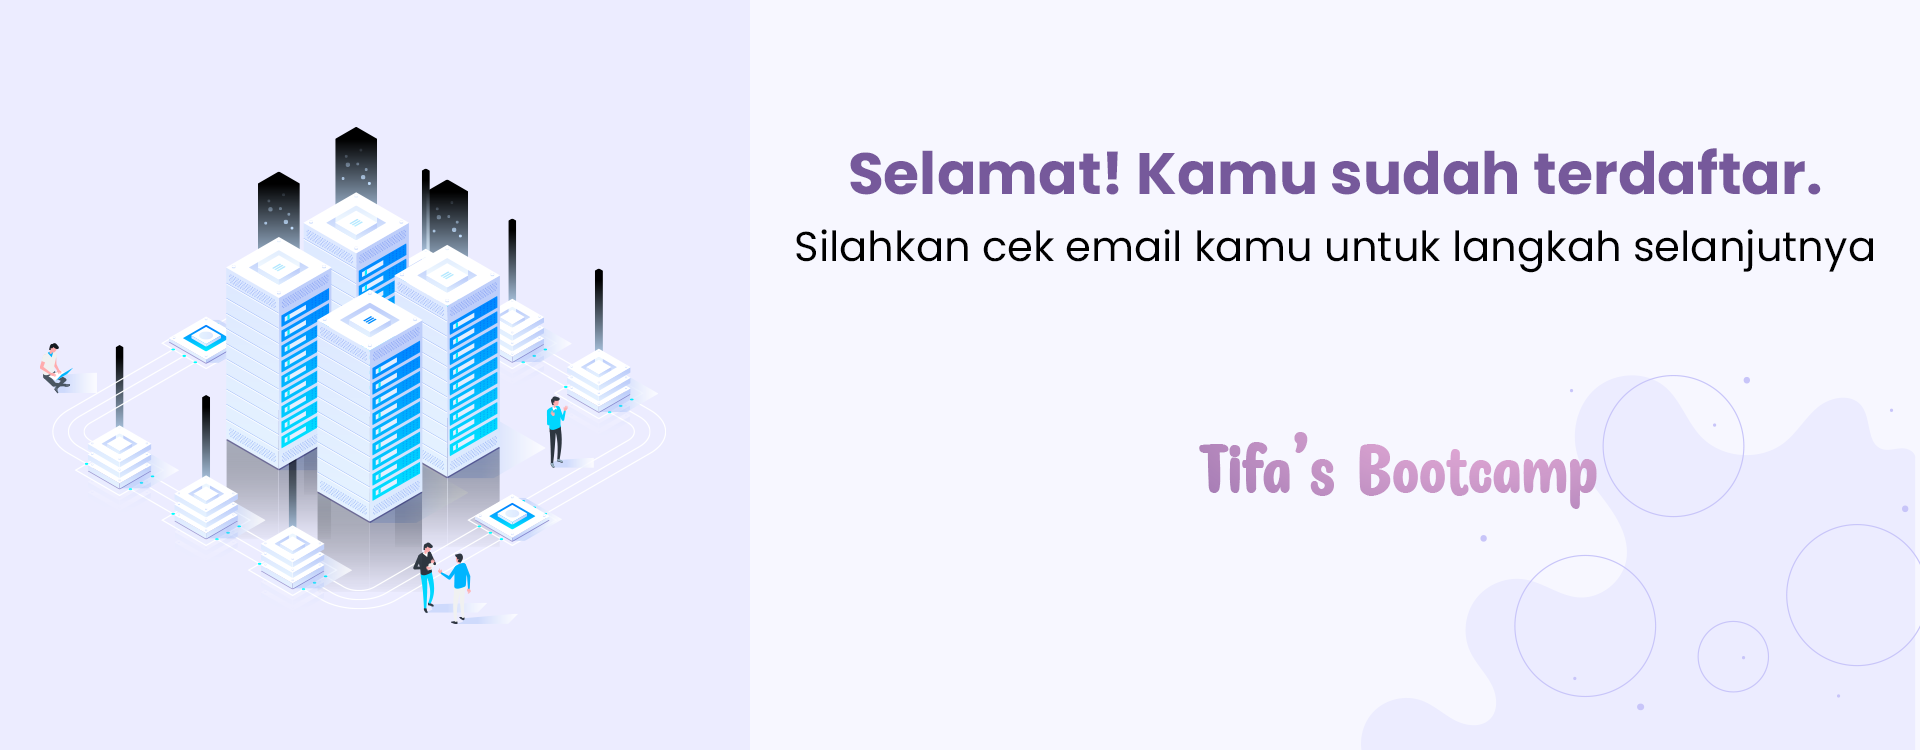 Selamat! Kamu sudah terdaftar.
Silahkan cek email kamu untuk langkah selanjutnya
Tifa's Bootcamp